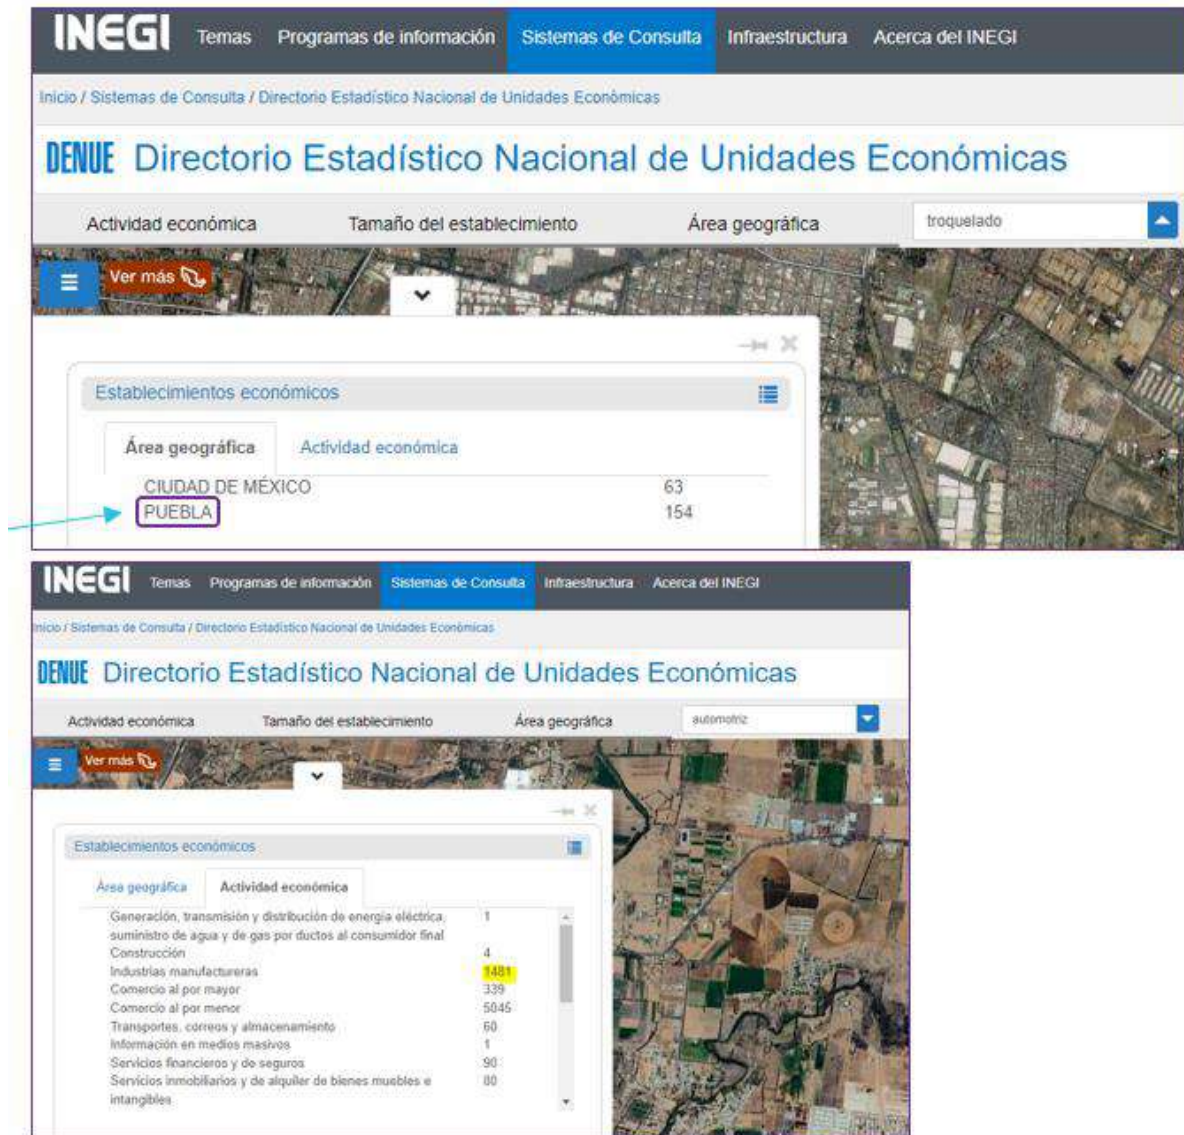 INEGI Temas Programas de información Sistemas de Consulta Infraestructura Acerca del INEGI
Inicio / Sistemas de Consulta / Directorio Estadístico Nacional de Unidades Económicas
DENUE Directorio Estadístico Nacional de Unidades Económicas
Actividad económica Tamaño del establecimiento Área geográfica troquelado
Ver más
Establecimientos económicos
Área geográfica Actividad económica
CIUDAD DE MÉXICO 63
PUEBLA 154
INEGI Temas Programas de información Sistemas de Consulta Infraestructura Acerca del INEGI
Inicio / Sistemas de Consulta / Directorio Estadístico Nacional de Unidades Económicas
DENUE Directorio Estadístico Nacional de Unidades Económicas
Actividad económica Tamaño del establecimiento Área geográfica automotriz
Ver más
Establecimientos económicos
Área geográfica Actividad económica
Generación, transmisión y distribución de energía eléctrica, 1
suministro de agua y de gas por ductos al consumidor final
Construcción 4
Industrias manufactureras 1481
Comercio al por mayor 339
Comercio al por menor 5045
Transportes, correos y almacenamiento 60
Información en medios masivos 1
Servicios financieros y de seguros 90
Servicios inmobiliarios y de alquiler de bienes muebles e 80
intangibles